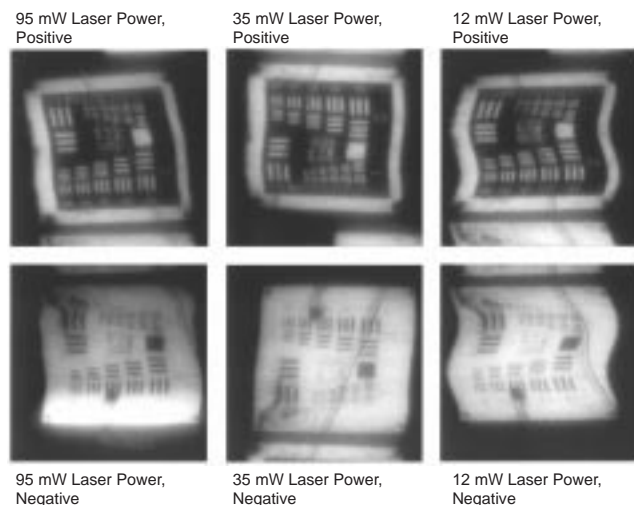 95 mW Laser Power,
Positive
35 mW Laser Power,
Positive
12 mW Laser Power,
Positive
95 mW Laser Power,
Negative
35 mW Laser Power,
Negative
12 mW Laser Power,
Negative